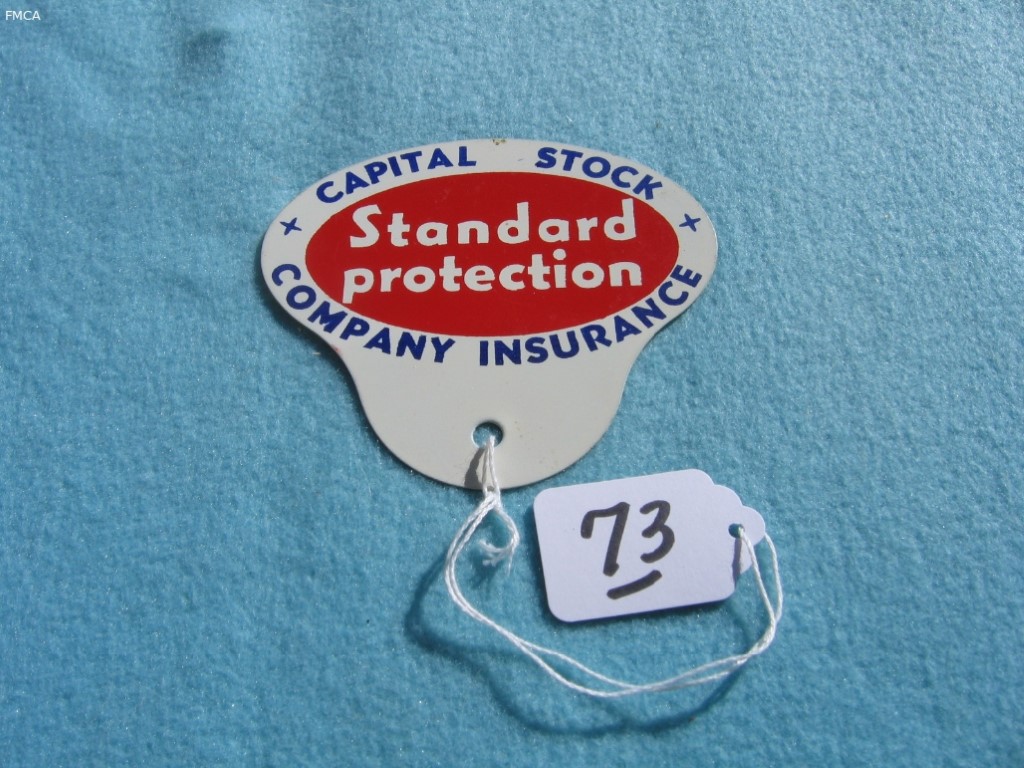 FMCA
+ CAPITAL STOCK +
Standard
protection
COMPANY INSURANCE
73